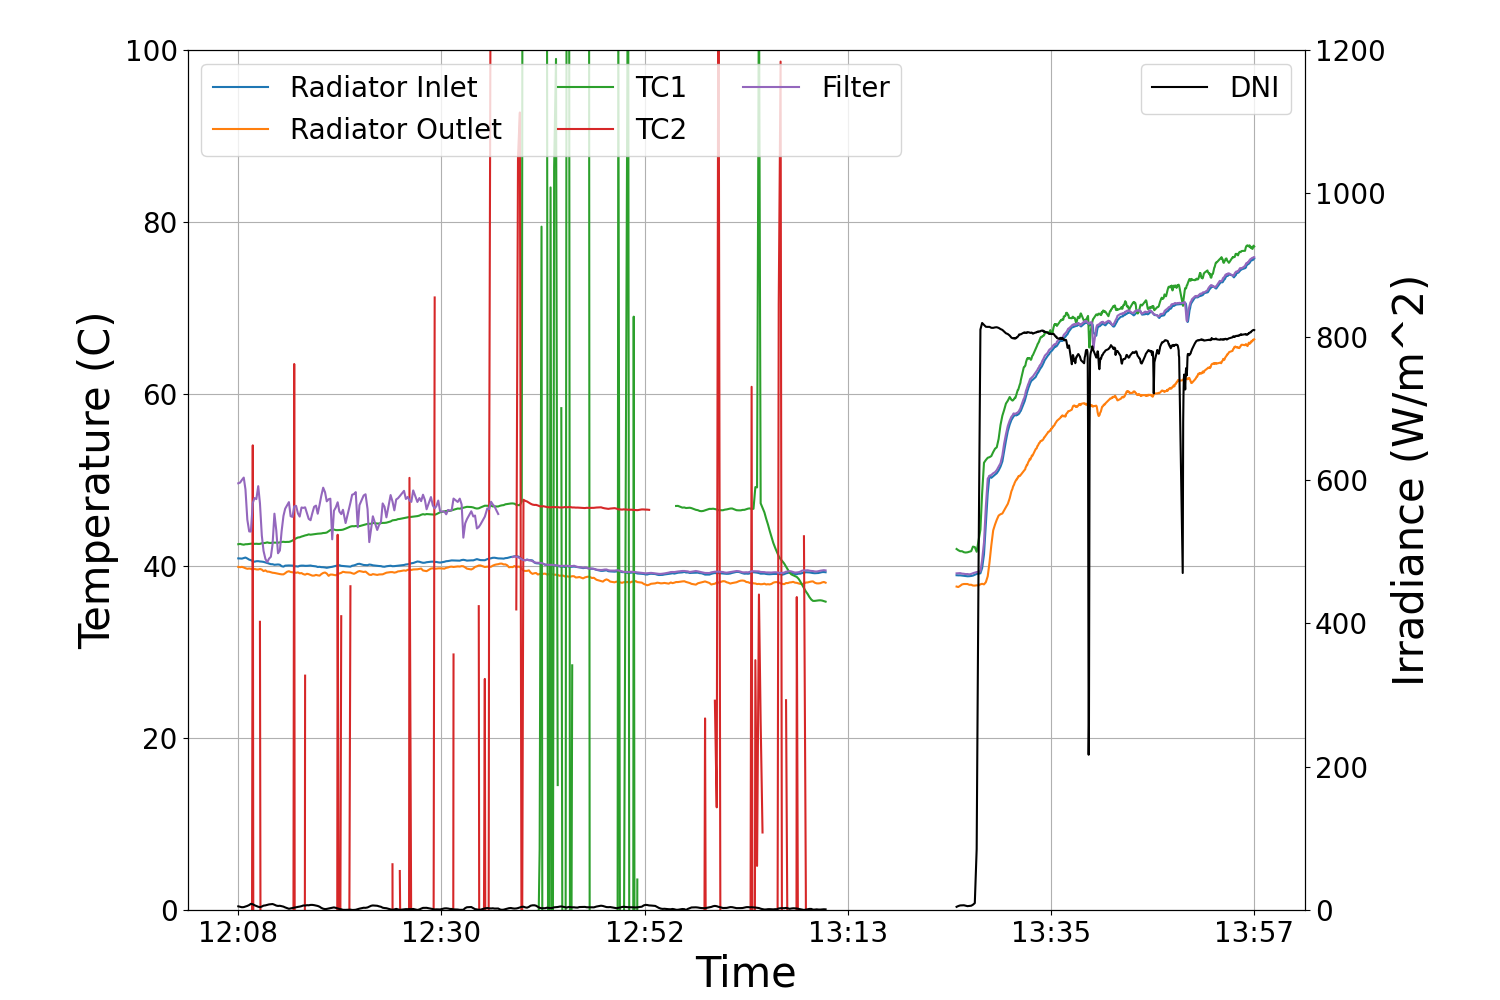 100
80
60
40
20
0
Temperature (C)
Radiator Inlet
Radiator Outlet
TC1
TC2
Filter
DNI
1200
1000
800
600
400
200
0
Irradiance (W/m^2)
12:08
12:30
12:52
13:13
13:35
13:57
Time